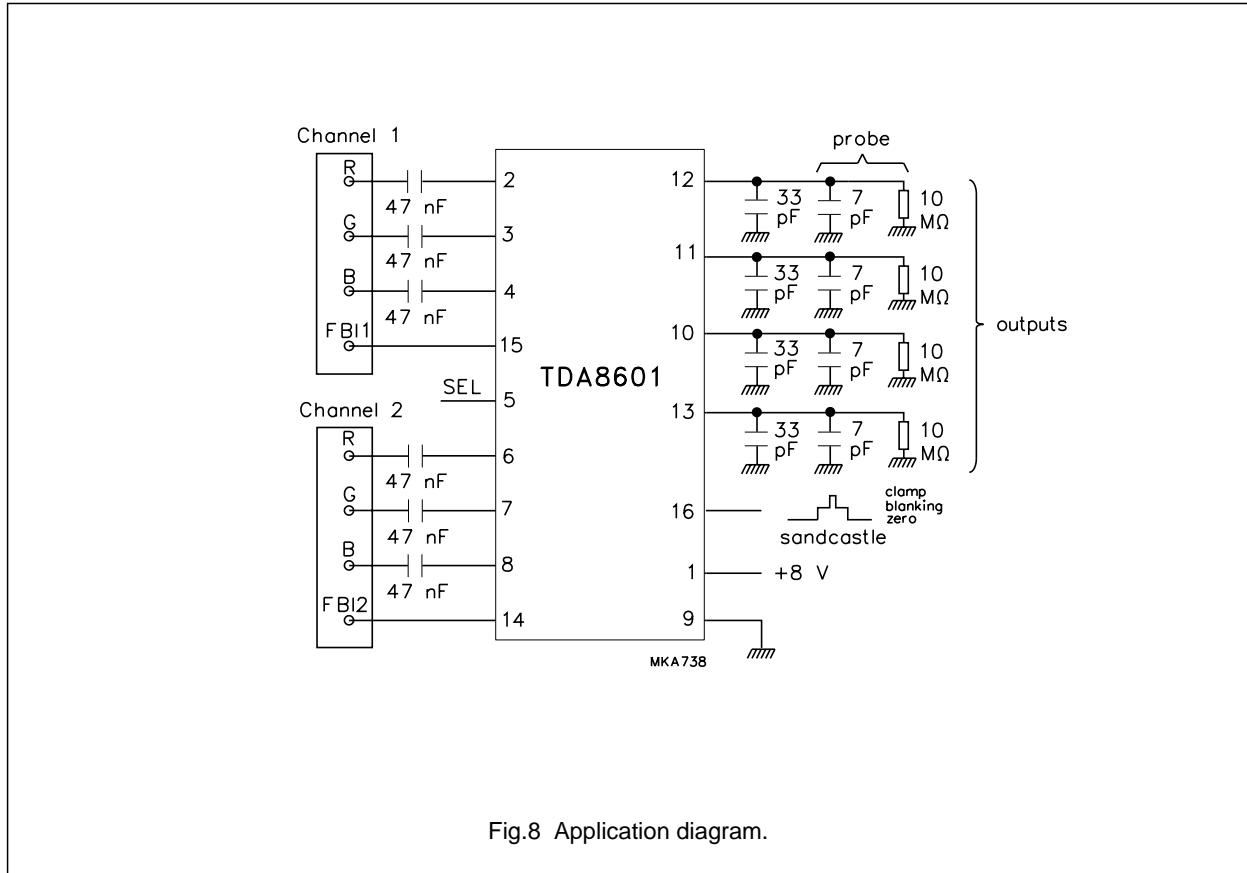 Channel 1
R
47 nF
2
G
47 nF
3
B
47 nF
4
FBI1
15
SEL
5
Channel 2
R
47 nF
6
G
47 nF
7
B
47 nF
8
FBI2
14
TDA8601
MKA738
probe
12
33 pF
7 pF
10 MΩ
11
33 pF
7 pF
10 MΩ
10
33 pF
7 pF
10 MΩ
13
33 pF
7 pF
10 MΩ
outputs
16
clamp
blanking
zero
sandcastle
1
+8 V
9
Fig.8 Application diagram.